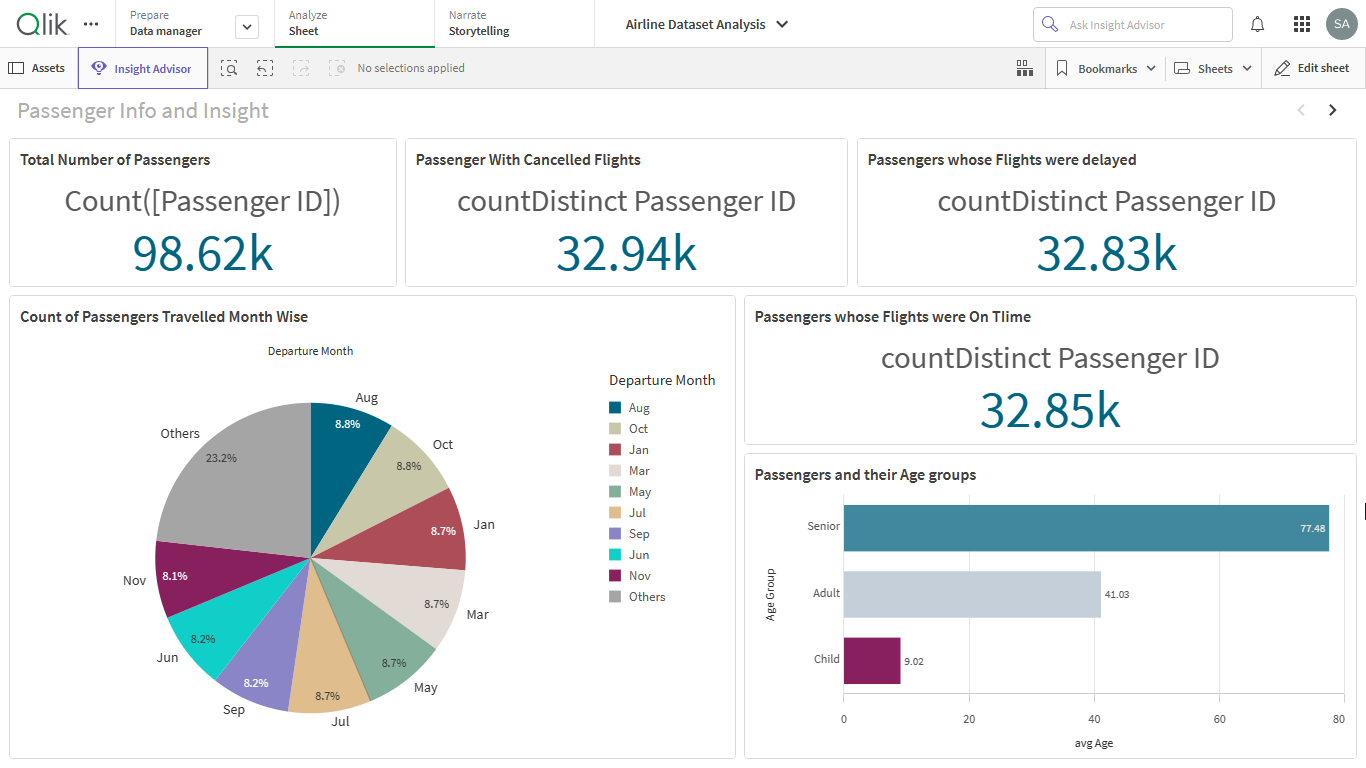 Qlik
Prepare
Data manager
Analyze
Sheet
Narrate
Storytelling
Airline Dataset Analysis
Ask Insight Advisor
SA
Assets
Insight Advisor
No selections applied
Bookmarks
Sheets
Edit sheet
Passenger Info and Insight
Total Number of Passengers
Count([Passenger ID])
98.62k
Passenger With Cancelled Flights
countDistinct Passenger ID
32.94k
Passengers whose Flights were delayed
countDistinct Passenger ID
32.83k
Count of Passengers Travelled Month Wise
Departure Month
Aug
8.8%
Oct
8.8%
Jan
8.7%
Mar
8.7%
May
8.7%
Jul
8.7%
Sep
8.2%
Jun
8.2%
Nov
8.1%
Others
23.2%
Departure Month
Aug
Oct
Jan
Mar
May
Jul
Sep
Jun
Nov
Others
Passengers whose Flights were On TIime
countDistinct Passenger ID
32.85k
Passengers and their Age groups
Age Group
Senior
77.48
Adult
41.03
Child
9.02
0
20
40
60
80
avg Age